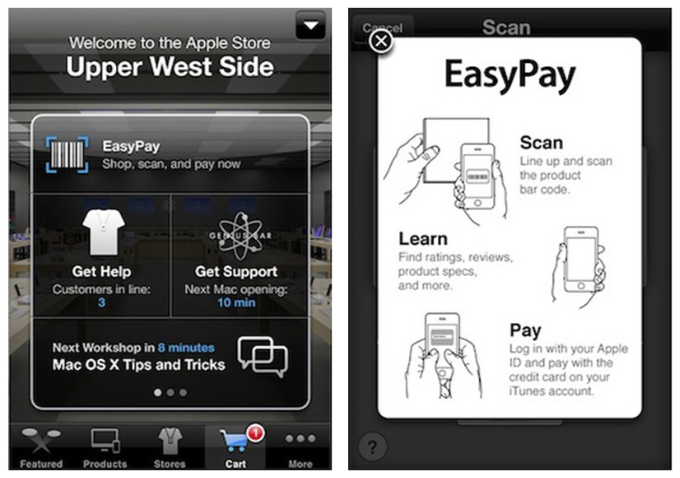 Welcome to the Apple Store
Upper West Side
EasyPay
Shop, scan, and pay now
GENIUS BAR
Get Help
Customers in line:
3
Get Support
Next Mac opening:
10 min
Next Workshop in 8 minutes
Mac OS X Tips and Tricks
Featured
Products
Stores
1
Cart
More
Cancel
Scan
EasyPay
Scan
Line up and scan
the product
bar code.
Learn
Find ratings, reviews,
product specs,
and more.
Pay
Log in with your Apple
ID and pay with the
credit card on your
iTunes account.
?